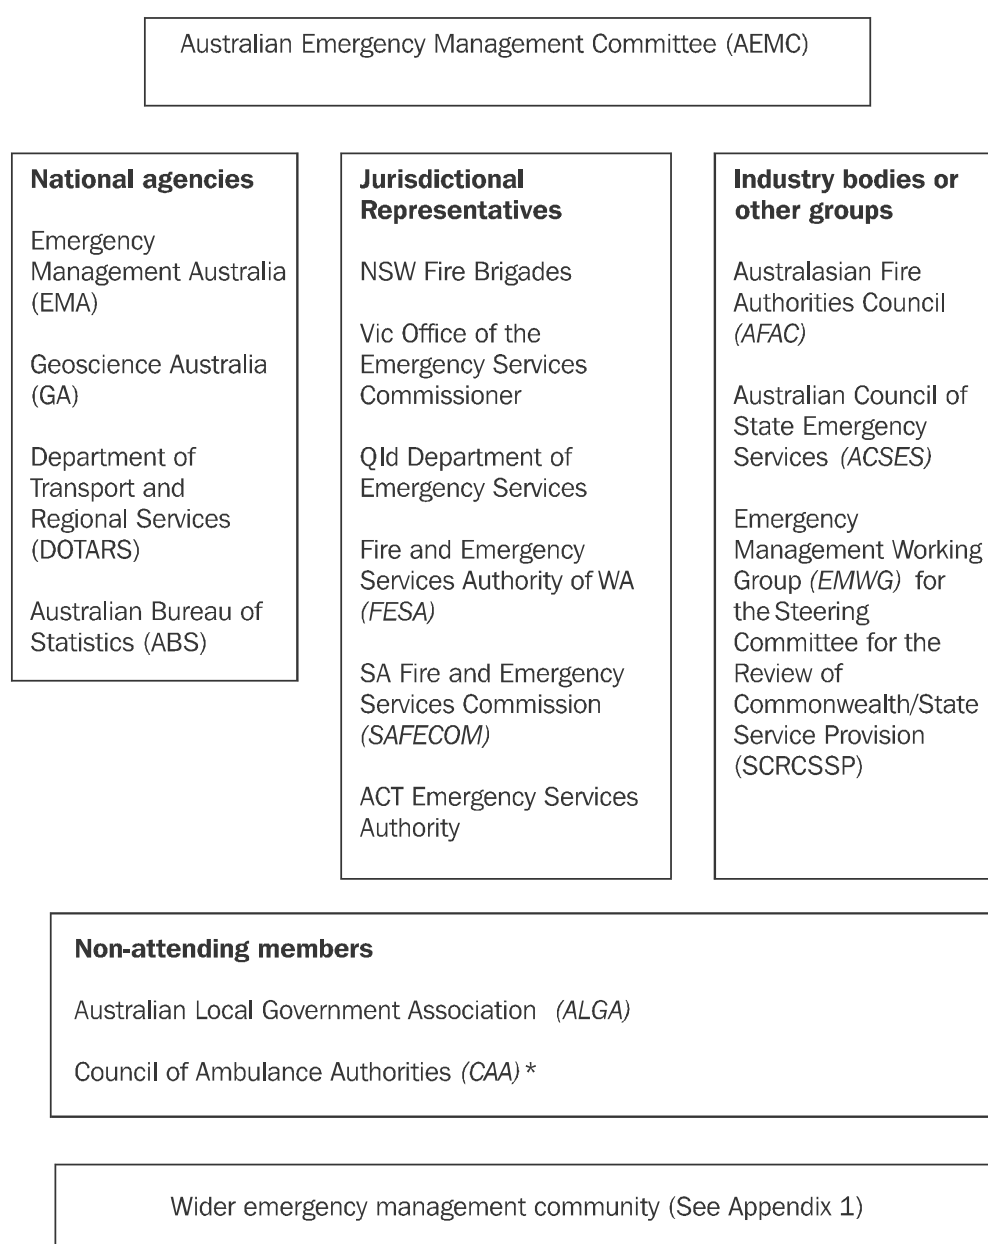 Australian Emergency Management Committee (AEMC)
National agencies
Emergency
Management Australia
(EMA)
Geoscience Australia
(GA)
Department of
Transport and
Regional Services
(DOTARS)
Australian Bureau of
Statistics (ABS)
Jurisdictional
Representatives
NSW Fire Brigades
Vic Office of the
Emergency Services
Commissioner
Qld Department of
Emergency Services
Fire and Emergency
Services Authority of WA
(FESA)
SA Fire and Emergency
Services Commission
(SAFECOM)
ACT Emergency Services
Authority
Industry bodies or
other groups
Australasian Fire
Authorities Council
(AFAC)
Australian Council of
State Emergency
Services (ACSES)
Emergency
Management Working
Group (EMWG) for
the Steering
Committee for the
Review of
Commonwealth/State
Service Provision
(SCRCSSP)
Non-attending members
Australian Local Government Association (ALGA)
Council of Ambulance Authorities (CAA) *
Wider emergency management community (See Appendix 1)